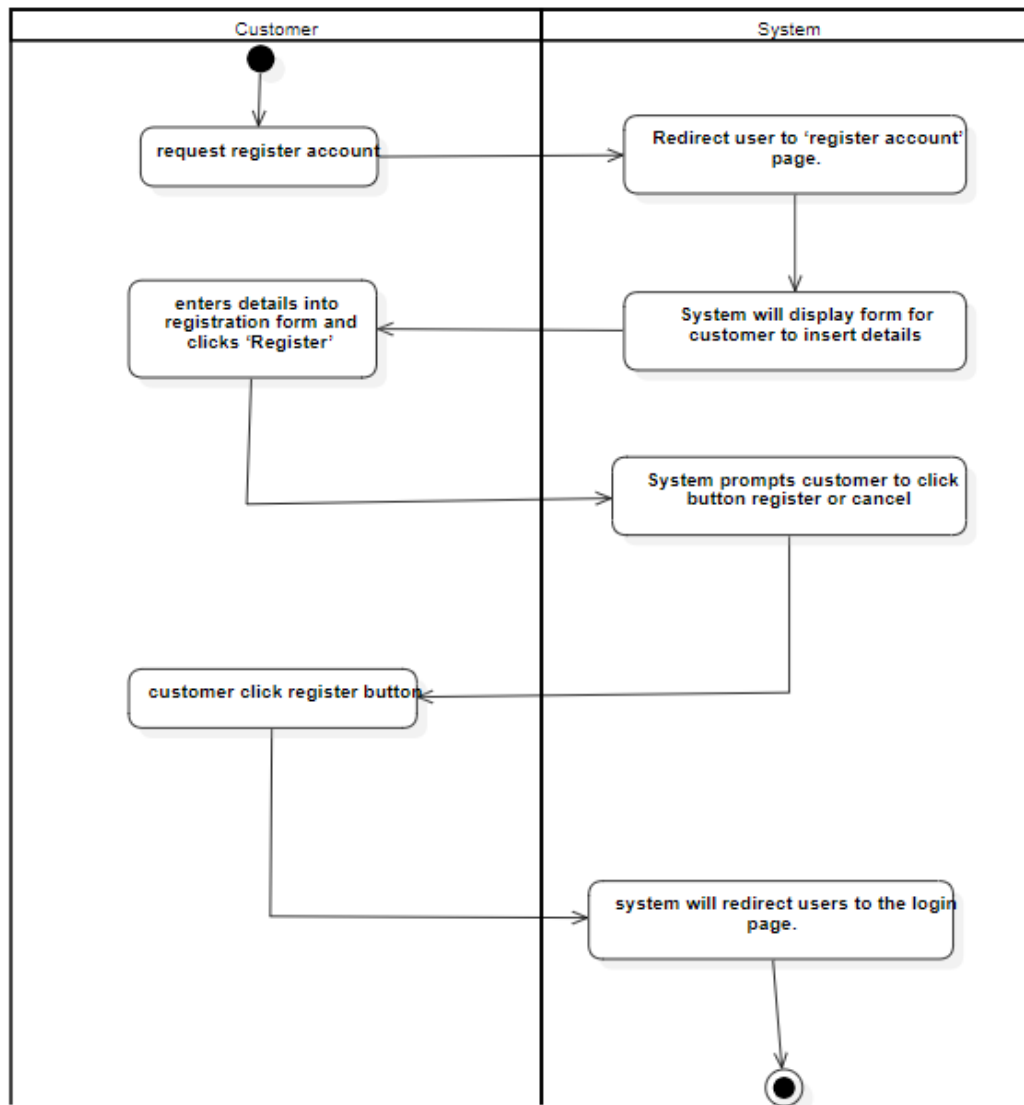 Customer
System
request register account
Redirect user to ‘register account’
page.
enters details into
registration form and
clicks ‘Register’
System will display form for
customer to insert details
System prompts customer to click
button register or cancel
customer click register button
system will redirect users to the login
page.